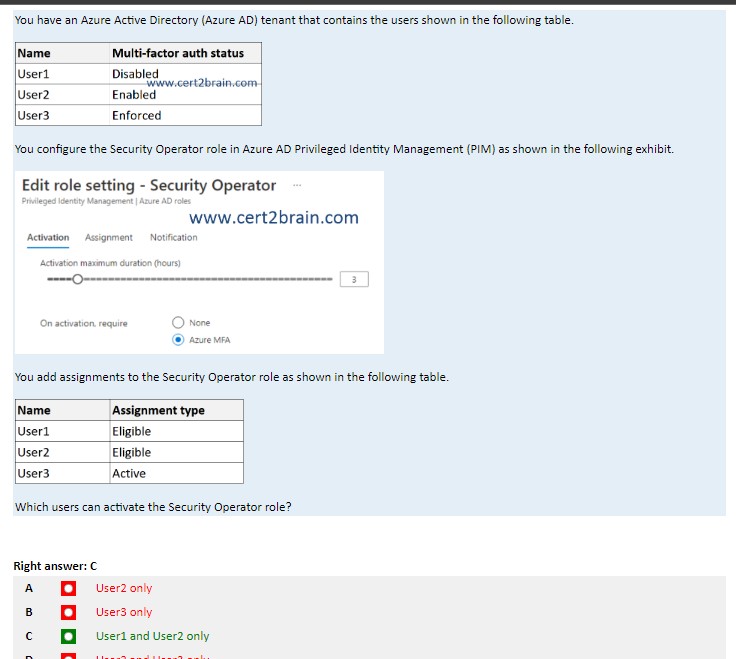 You have an Azure Active Directory (Azure AD) tenant that contains the users shown in the following table.
Name Multi-factor auth status
User1 Disabled
www.cert2brain.com
User2 Enabled
User3 Enforced
You configure the Security Operator role in Azure AD Privileged Identity Management (PIM) as shown in the following exhibit.
Edit role setting - Security Operator ...
Privileged Identity Management | Azure AD roles
www.cert2brain.com
Activation Assignment Notification
Activation maximum duration (hours)
3
On activation, require None
Azure MFA
You add assignments to the Security Operator role as shown in the following table.
Name Assignment type
User1 Eligible
User2 Eligible
User3 Active
Which users can activate the Security Operator role?
Right answer: C
A User2 only
B User3 only
C User1 and User2 only